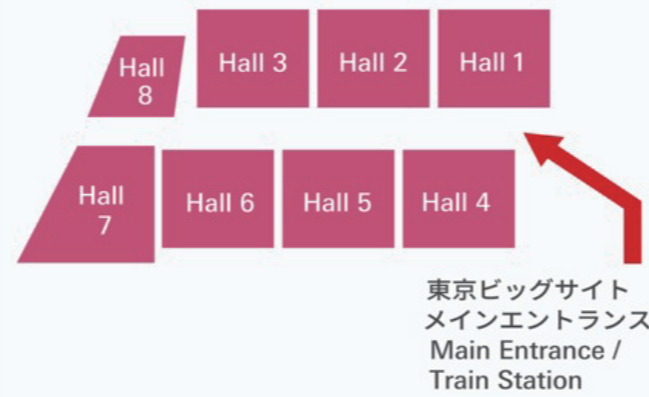 Hall
8
Hall 3
Hall 2
Hall 1
Hall
7
Hall 6
Hall 5
Hall 4
東京ビッグサイト
メインエントランス
Main Entrance /
Train Station